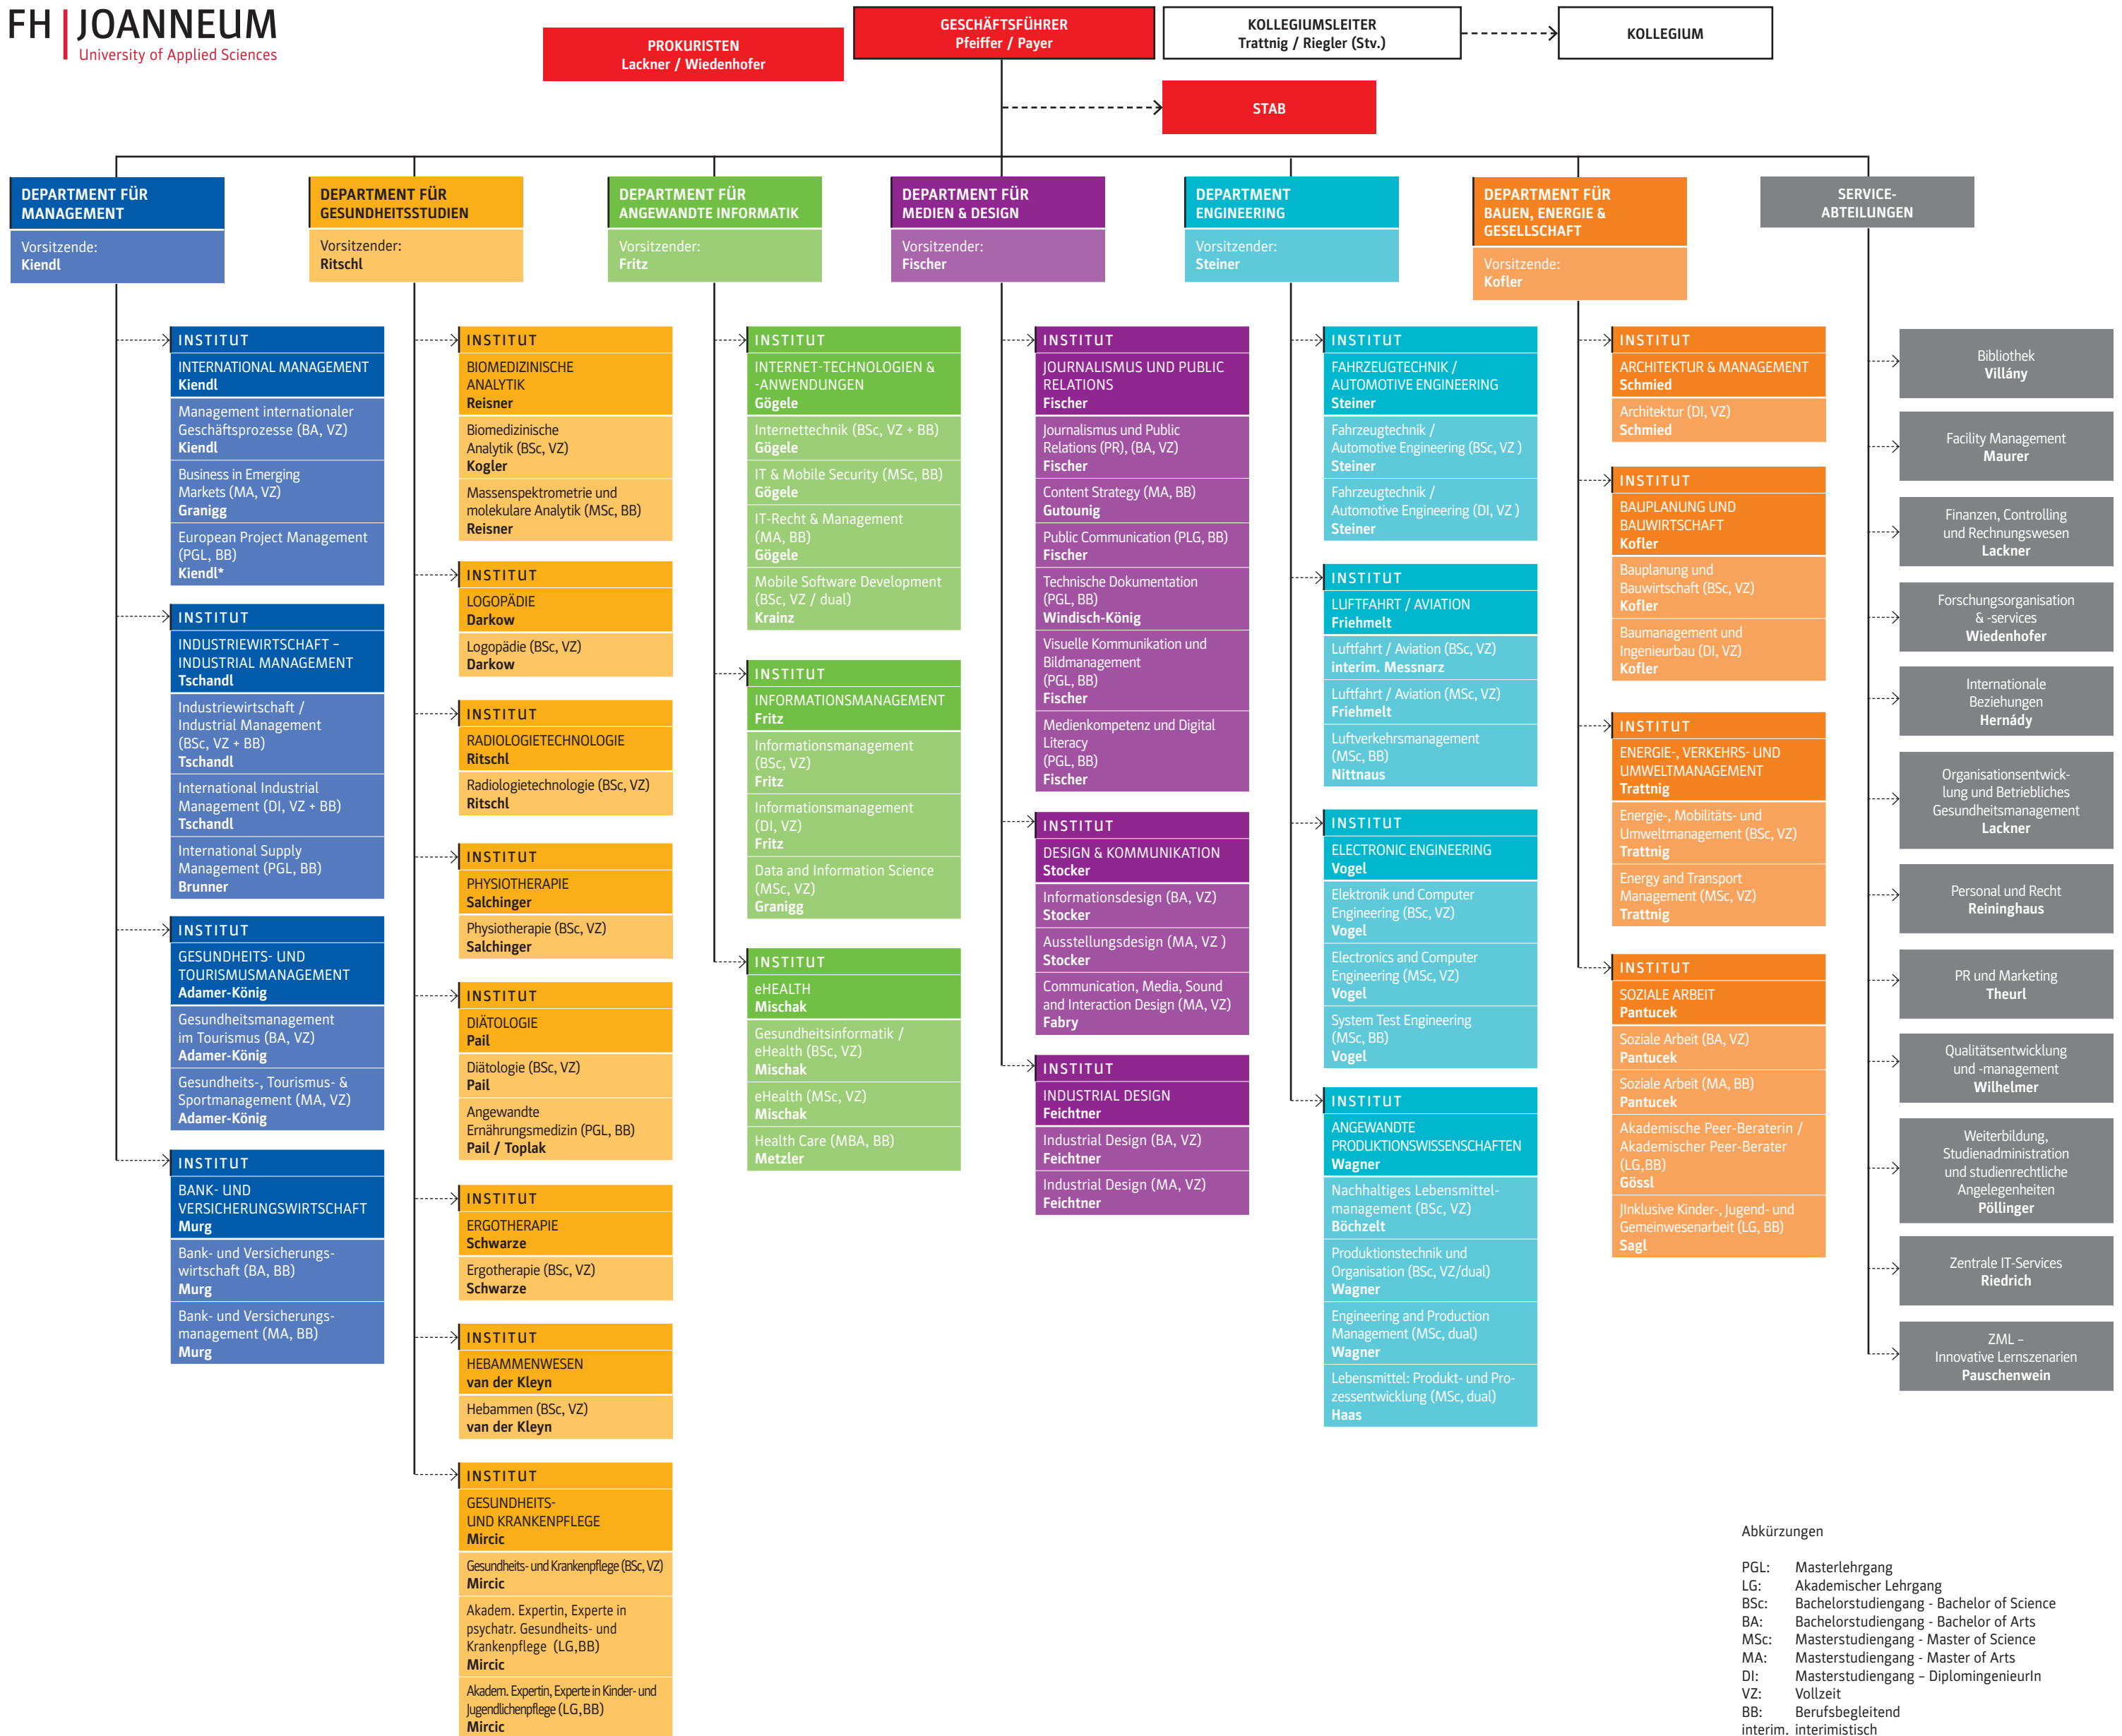 FH | JOANNEUM
University of Applied Sciences
PROKURISTEN
Lackner / Wiedenhofer
GESCHÄFTSFÜHRER
Pfeiffer / Payer
KOLLEGIUMSLEITER
Trattnig / Riegler (Stv.)
KOLLEGIUM
STAB
DEPARTMENT FÜR
MANAGEMENT
Vorsitzende:
Kiendl
INSTITUT
INTERNATIONAL MANAGEMENT
Kiendl
Management internationaler
Geschäftsprozesse (BA, VZ)
Kiendl
Business in Emerging
Markets (MA, VZ)
Granigg
European Project Management
(PGL, BB)
Kiendl*
INSTITUT
INDUSTRIEWIRTSCHAFT –
INDUSTRIAL MANAGEMENT
Tschandl
Industriewirtschaft /
Industrial Management
(BSc, VZ + BB)
Tschandl
International Industrial
Management (DI, VZ + BB)
Tschandl
International Supply
Management (PGL, BB)
Brunner
INSTITUT
GESUNDHEITS- UND
TOURISMUSMANAGEMENT
Adamer-König
Gesundheitsmanagement
im Tourismus (BA, VZ)
Adamer-König
Gesundheits-, Tourismus- &
Sportmanagement (MA, VZ)
Adamer-König
INSTITUT
BANK- UND
VERSICHERUNGSWIRTSCHAFT
Murg
Bank- und Versicherungs-
wirtschaft (BA, BB)
Murg
Bank- und Versicherungs-
management (MA, BB)
Murg
DEPARTMENT FÜR
GESUNDHEITSSTUDIEN
Vorsitzender:
Ritschl
INSTITUT
BIOMEDIZINISCHE
ANALYTIK
Reisner
Biomedizinische
Analytik (BSc, VZ)
Kogler
Massenspektrometrie und
molekulare Analytik (MSc, BB)
Reisner
INSTITUT
LOGOPÄDIE
Darkow
Logopädie (BSc, VZ)
Darkow
INSTITUT
RADIOLOGIETECHNOLOGIE
Ritschl
Radiologietechnologie (BSc, VZ)
Ritschl
INSTITUT
PHYSIOTHERAPIE
Salchinger
Physiotherapie (BSc, VZ)
Salchinger
INSTITUT
DIÄTOLOGIE
Pail
Diätologie (BSc, VZ)
Pail
Angewandte
Ernährungsmedizin (PGL, BB)
Pail / Toplak
INSTITUT
ERGOTHERAPIE
Schwarze
Ergotherapie (BSc, VZ)
Schwarze
INSTITUT
HEBAMMENWESEN
van der Kleyn
Hebammen (BSc, VZ)
van der Kleyn
INSTITUT
GESUNDHEITS-
UND KRANKENPFLEGE
Mircic
Gesundheits- und Krankenpflege (BSc, VZ)
Mircic
Akadem. Expertin, Experte in
psychatr. Gesundheits- und
Krankenpflege (LG,BB)
Mircic
Akadem. Expertin, Experte in Kinder- und
Jugendlichenpflege (LG,BB)
Mircic
DEPARTMENT FÜR
ANGEWANDTE INFORMATIK
Vorsitzender:
Fritz
INSTITUT
INTERNET-TECHNOLOGIEN &
-ANWENDUNGEN
Gögele
Internettechnik (BSc, VZ + BB)
Gögele
IT & Mobile Security (MSc, BB)
Gögele
IT-Recht & Management
(MA, BB)
Gögele
Mobile Software Development
(BSc, VZ / dual)
Krainz
INSTITUT
INFORMATIONSMANAGEMENT
Fritz
Informationsmanagement
(BSc, VZ)
Fritz
Informationsmanagement
(DI, VZ)
Fritz
Data and Information Science
(MSc, VZ)
Granigg
INSTITUT
eHEALTH
Mischak
Gesundheitsinformatik /
eHealth (BSc, VZ)
Mischak
eHealth (MSc, VZ)
Mischak
Health Care (MBA, BB)
Metzler
DEPARTMENT FÜR
MEDIEN & DESIGN
Vorsitzender:
Fischer
INSTITUT
JOURNALISMUS UND PUBLIC
RELATIONS
Fischer
Journalismus und Public
Relations (PR), (BA, VZ)
Fischer
Content Strategy (MA, BB)
Gutounig
Public Communication (PLG, BB)
Fischer
Technische Dokumentation
(PGL, BB)
Windisch-König
Visuelle Kommunikation und
Bildmanagement
(PGL, BB)
Fischer
Medienkompetenz und Digital
Literacy
(PGL, BB)
Fischer
INSTITUT
DESIGN & KOMMUNIKATION
Stocker
Informationsdesign (BA, VZ)
Stocker
Ausstellungsdesign (MA, VZ )
Stocker
Communication, Media, Sound
and Interaction Design (MA, VZ)
Fabry
INSTITUT
INDUSTRIAL DESIGN
Feichtner
Industrial Design (BA, VZ)
Feichtner
Industrial Design (MA, VZ)
Feichtner
DEPARTMENT
ENGINEERING
Vorsitzender:
Steiner
INSTITUT
FAHRZEUGTECHNIK /
AUTOMOTIVE ENGINEERING
Steiner
Fahrzeugtechnik /
Automotive Engineering (BSc, VZ )
Steiner
Fahrzeugtechnik /
Automotive Engineering (DI, VZ )
Steiner
INSTITUT
LUFTFAHRT / AVIATION
Friehmelt
Luftfahrt / Aviation (BSc, VZ)
interim. Messnarz
Luftfahrt / Aviation (MSc, VZ)
Friehmelt
Luftverkehrsmanagement
(MSc, BB)
Nittnaus
INSTITUT
ELECTRONIC ENGINEERING
Vogel
Elektronik und Computer
Engineering (BSc, VZ)
Vogel
Electronics and Computer
Engineering (MSc, VZ)
Vogel
System Test Engineering
(MSc, BB)
Vogel
INSTITUT
ANGEWANDTE
PRODUKTIONSWISSENSCHAFTEN
Wagner
Nachhaltiges Lebensmittel-
management (BSc, VZ)
Böchzelt
Produktionstechnik und
Organisation (BSc, VZ/dual)
Wagner
Engineering and Production
Management (MSc, dual)
Wagner
Lebensmittel: Produkt- und Pro-
zessentwicklung (MSc, dual)
Haas
DEPARTMENT FÜR
BAUEN, ENERGIE &
GESELLSCHAFT
Vorsitzende:
Kofler
INSTITUT
ARCHITEKTUR & MANAGEMENT
Schmied
Architektur (DI, VZ)
Schmied
INSTITUT
BAUPLANUNG UND
BAUWIRTSCHAFT
Kofler
Bauplanung und
Bauwirtschaft (BSc, VZ)
Kofler
Baumanagement und
Ingenieurbau (DI, VZ)
Kofler
INSTITUT
ENERGIE-, VERKEHRS- UND
UMWELTMANAGEMENT
Trattnig
Energie-, Mobilitäts- und
Umweltmanagement (BSc, VZ)
Trattnig
Energy and Transport
Management (MSc, VZ)
Trattnig
INSTITUT
SOZIALE ARBEIT
Pantucek
Soziale Arbeit (BA, VZ)
Pantucek
Soziale Arbeit (MA, BB)
Pantucek
Akademische Peer-Beraterin /
Akademischer Peer-Berater
(LG,BB)
Gössl
JInklusive Kinder-, Jugend- und
Gemeinwesenarbeit (LG, BB)
Sagl
SERVICE-
ABTEILUNGEN
Bibliothek
Villány
Facility Management
Maurer
Finanzen, Controlling
und Rechnungswesen
Lackner
Forschungsorganisation
& -services
Wiedenhofer
Internationale
Beziehungen
Hernády
Organisationsentwick-
lung und Betriebliches
Gesundheitsmanagement
Lackner
Personal und Recht
Reininghaus
PR und Marketing
Theurl
Qualitätsentwicklung
und -management
Wilhelmer
Weiterbildung,
Studienadministration
und studienrechtliche
Angelegenheiten
Pöllinger
Zentrale IT-Services
Riedrich
ZML –
Innovative Lernszenarien
Pauschenwein
Abkürzungen
PGL: Masterlehrgang
LG: Akademischer Lehrgang
BSc: Bachelorstudiengang - Bachelor of Science
BA: Bachelorstudiengang - Bachelor of Arts
MSc: Masterstudiengang - Master of Science
MA: Masterstudiengang - Master of Arts
DI: Masterstudiengang – DiplomingenieurIn
VZ: Vollzeit
BB: Berufsbegleitend
interim. interimistisch